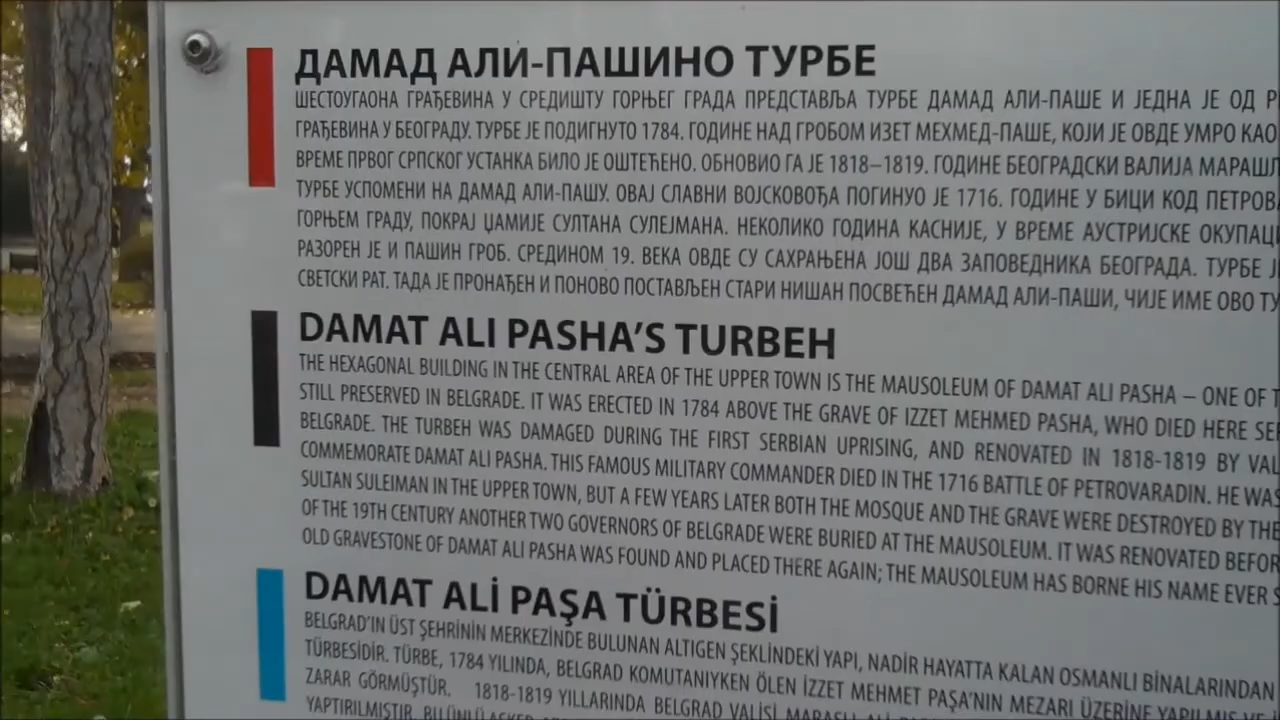 ДАМАД АЛИ-ПАШИНО ТУРБЕ
ШЕСТОУГАОНА ГРАЂЕВИНА У СРЕДИШТУ ГОРЊЕГ ГРАДА ПРЕДСТАВЉА ТУРБЕ ДАМАД АЛИ-ПАШЕ И ЈЕДНА ЈЕ ОД
ГРАЂЕВИНА У БЕОГРАДУ. ТУРБЕ ЈЕ ПОДИГНУТО 1784. ГОДИНЕ НАД ГРОБОМ ИЗЕТ МЕХМЕД-ПАШЕ, КОЈИ ЈЕ ОВДЕ УМРО КАО
ВРЕМЕ ПРВОГ СРПСКОГ УСТАНКА БИЛО ЈЕ ОШТЕЋЕНО. ОБНОВИО ГА ЈЕ 1818–1819. ГОДИНЕ БЕОГРАДСКИ ВАЛИЈА МАРАШЛ
ТУРБЕ УСПОМЕНИ НА ДАМАД АЛИ-ПАШУ. ОВАЈ СЛАВНИ ВОЈСКОВОЂА ПОГИНУО ЈЕ 1716. ГОДИНЕ У БИЦИ КОД ПЕТРОВА
ГОРЊЕМ ГРАДУ, ПОКРАЈ ЏАМИЈЕ СУЛТАНА СУЛЕЈМАНА. НЕКОЛИКО ГОДИНА КАСНИЈЕ, У ВРЕМЕ АУСТРИЈСКЕ ОКУПАЦИ
РАЗОРЕН ЈЕ И ПАШИН ГРОБ. СРЕДИНОМ 19. ВЕКА ОВДЕ СУ САХРАЊЕНА ЈОШ ДВА ЗАПОВЕДНИКА БЕОГРАДА. ТУРБЕ
СВЕТСКИ РАТ. ТАДА ЈЕ ПРОНАЂЕН И ПОНОВО ПОСТАВЉЕН СТАРИ НИШАН ПОСВЕЋЕН ДАМАД АЛИ-ПАШИ, ЧИЈЕ ИМЕ ОВО ТУ
DAMAT ALI PASHA'S TURBEH
THE HEXAGONAL BUILDING IN THE CENTRAL AREA OF THE UPPER TOWN IS THE MAUSOLEUM OF DAMAT ALI PASHA – ONE OF T
STILL PRESERVED IN BELGRADE. IT WAS ERECTED IN 1784 ABOVE THE GRAVE OF IZZET MEHMED PASHA, WHO DIED HERE SE
BELGRADE. THE TURBEH WAS DAMAGED DURING THE FIRST SERBIAN UPRISING, AND RENOVATED IN 1818-1819 BY VAL
COMMEMORATE DAMAT ALI PASHA. THIS FAMOUS MILITARY COMMANDER DIED IN THE 1716 BATTLE OF PETROVARADIN. HE WAS
SULTAN SULEIMAN IN THE UPPER TOWN, BUT A FEW YEARS LATER BOTH THE MOSQUE AND THE GRAVE WERE DESTROYED BY THE
OF THE 19TH CENTURY ANOTHER TWO GOVERNORS OF BELGRADE WERE BURIED AT THE MAUSOLEUM. IT WAS RENOVATED BEFOR
OLD GRAVESTONE OF DAMAT ALI PASHA WAS FOUND AND PLACED THERE AGAIN; THE MAUSOLEUM HAS BORNE HIS NAME EVER S
DAMAT ALİ PAŞA TÜRBESİ
BELGRAD'IN ÜST ŞEHRİNİN MERKEZİNDE BULUNAN ALTIGEN ŞEKLİNDEKİ YAPI, NADİR HAYATTA KALAN OSMANLI BİNALARINDAN
TÜRBESİDİR. TÜRBE, 1784 YILINDA, BELGRAD KOMUTANIYKEN ÖLEN İZZET MEHMET PAŞA'NIN MEZARI ÜZERİNE YAPILMIŞ VE
ZARAR GÖRMÜŞTÜR. 1818-1819 YILLARINDA BELGRAD VALİSİ MARAŞLI ALİ
YAPTIRILMIŞTIR.